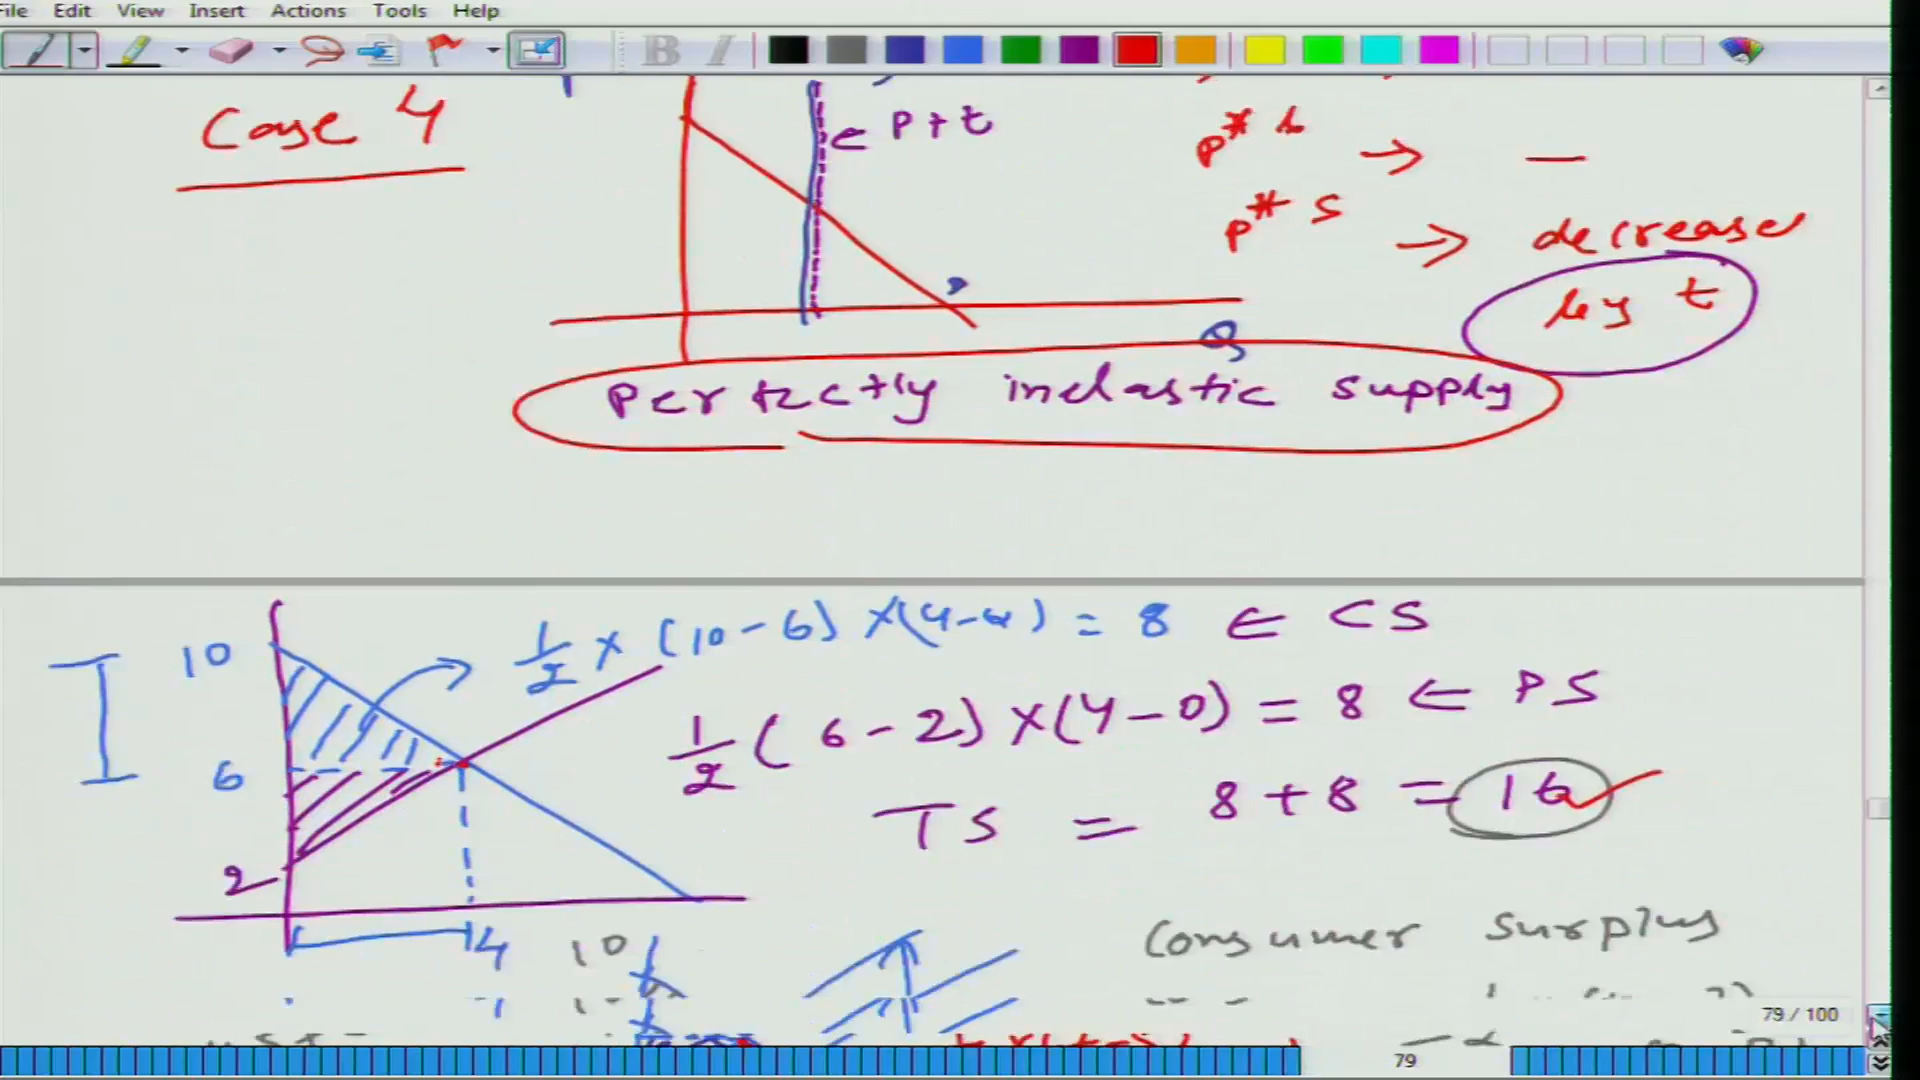 File Edit View Insert Actions Tools Help
B I
Case 4
P+t
P* b → —
P* s → decrease
by t
Q
Perfectly inelastic supply
10
1/2 × (10-6) × (4-0) = 8 ← CS
1/2 (6-2) × (4-0) = 8 ← PS
6
TS = 8+8 = 16
2
4
10
Consumer surplus
79 / 100
79